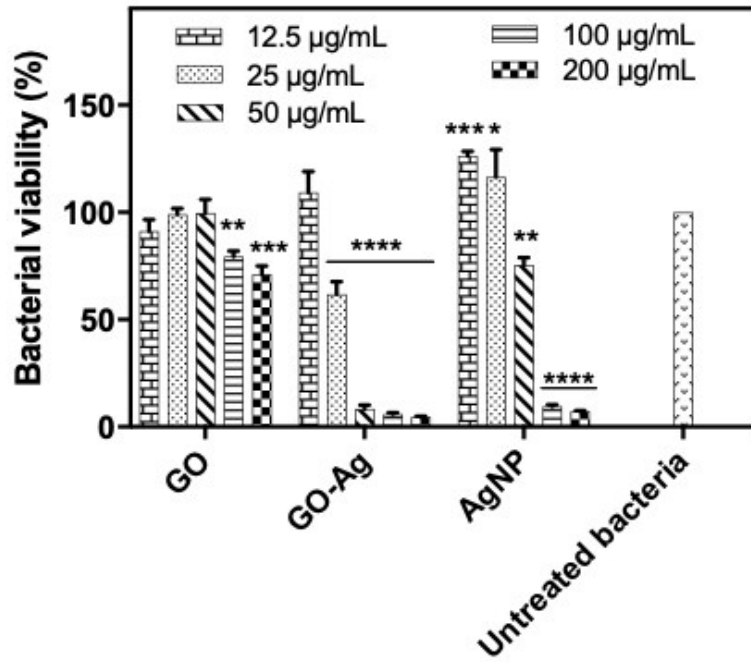 Bacterial viability (%)
12.5 µg/mL
25 µg/mL
50 µg/mL
100 µg/mL
200 µg/mL
150
100
50
0
**
***
****
**** *
**
****
GO
GO-Ag
AgNP
Untreated bacteria